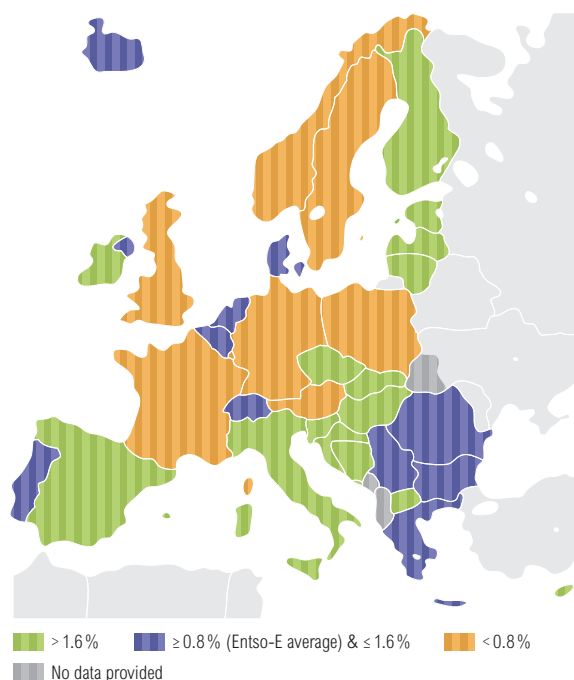 > 1.6 % ≥ 0.8 % (Entso-E average) & ≤ 1.6 % < 0.8 %
No data provided